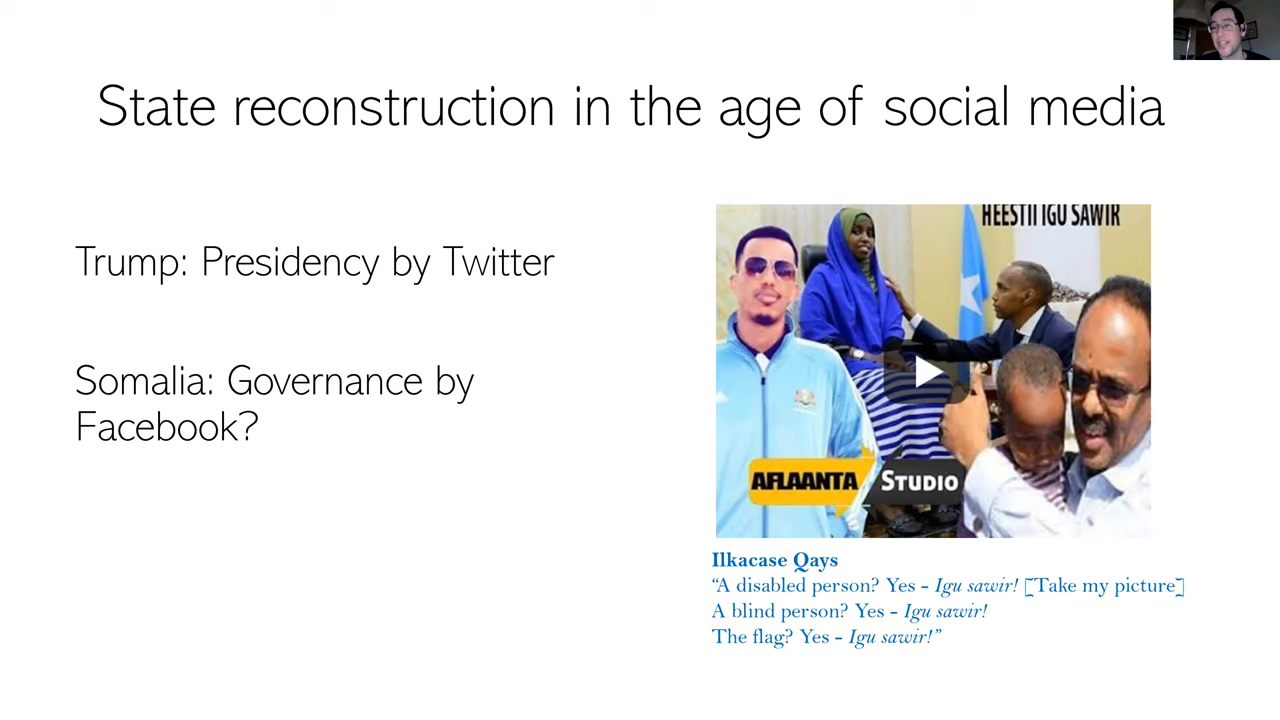 State reconstruction in the age of social media
Trump: Presidency by Twitter
Somalia: Governance by
Facebook?
HEESTII IGU SAWIR
AFLAANTA STUDIO
Ilkacase Qays
“A disabled person? Yes – Igu sawir! [Take my picture]
A blind person? Yes – Igu sawir!
The flag? Yes – Igu sawir!”